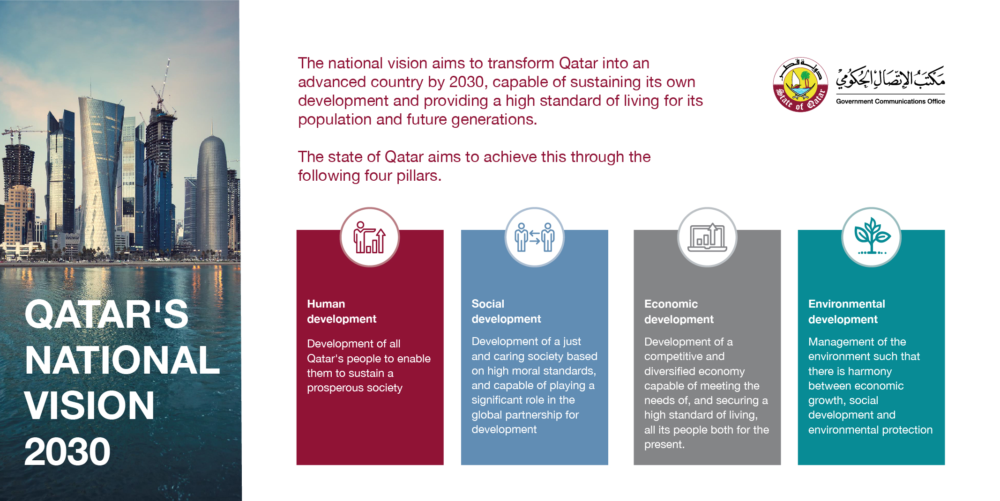 QATAR'S
NATIONAL
VISION
2030
The national vision aims to transform Qatar into an
advanced country by 2030, capable of sustaining its own
development and providing a high standard of living for its
population and future generations.
The state of Qatar aims to achieve this through the
following four pillars.
دولة قطر
State of Qatar
مَكتَبُ الاِتّصَالِ الحُكُومِي
Government Communications Office
Human
development
Development of all
Qatar's people to enable
them to sustain a
prosperous society
Social
development
Development of a just
and caring society based
on high moral standards,
and capable of playing a
significant role in the
global partnership for
development
Economic
development
Development of a
competitive and
diversified economy
capable of meeting the
needs of, and securing a
high standard of living,
all its people both for the
present.
Environmental
development
Management of the
environment such that
there is harmony
between economic
growth, social
development and
environmental protection